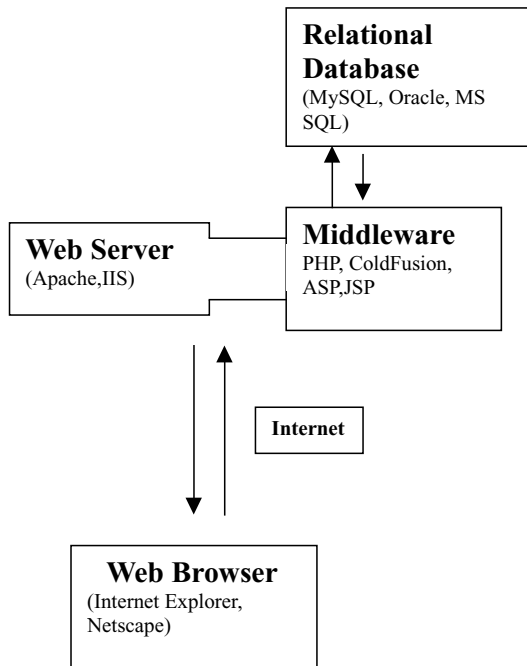 Relational
Database
(MySQL, Oracle, MS
SQL)
Web Server
(Apache,IIS)
Middleware
PHP, ColdFusion,
ASP,JSP
Internet
Web Browser
(Internet Explorer,
Netscape)